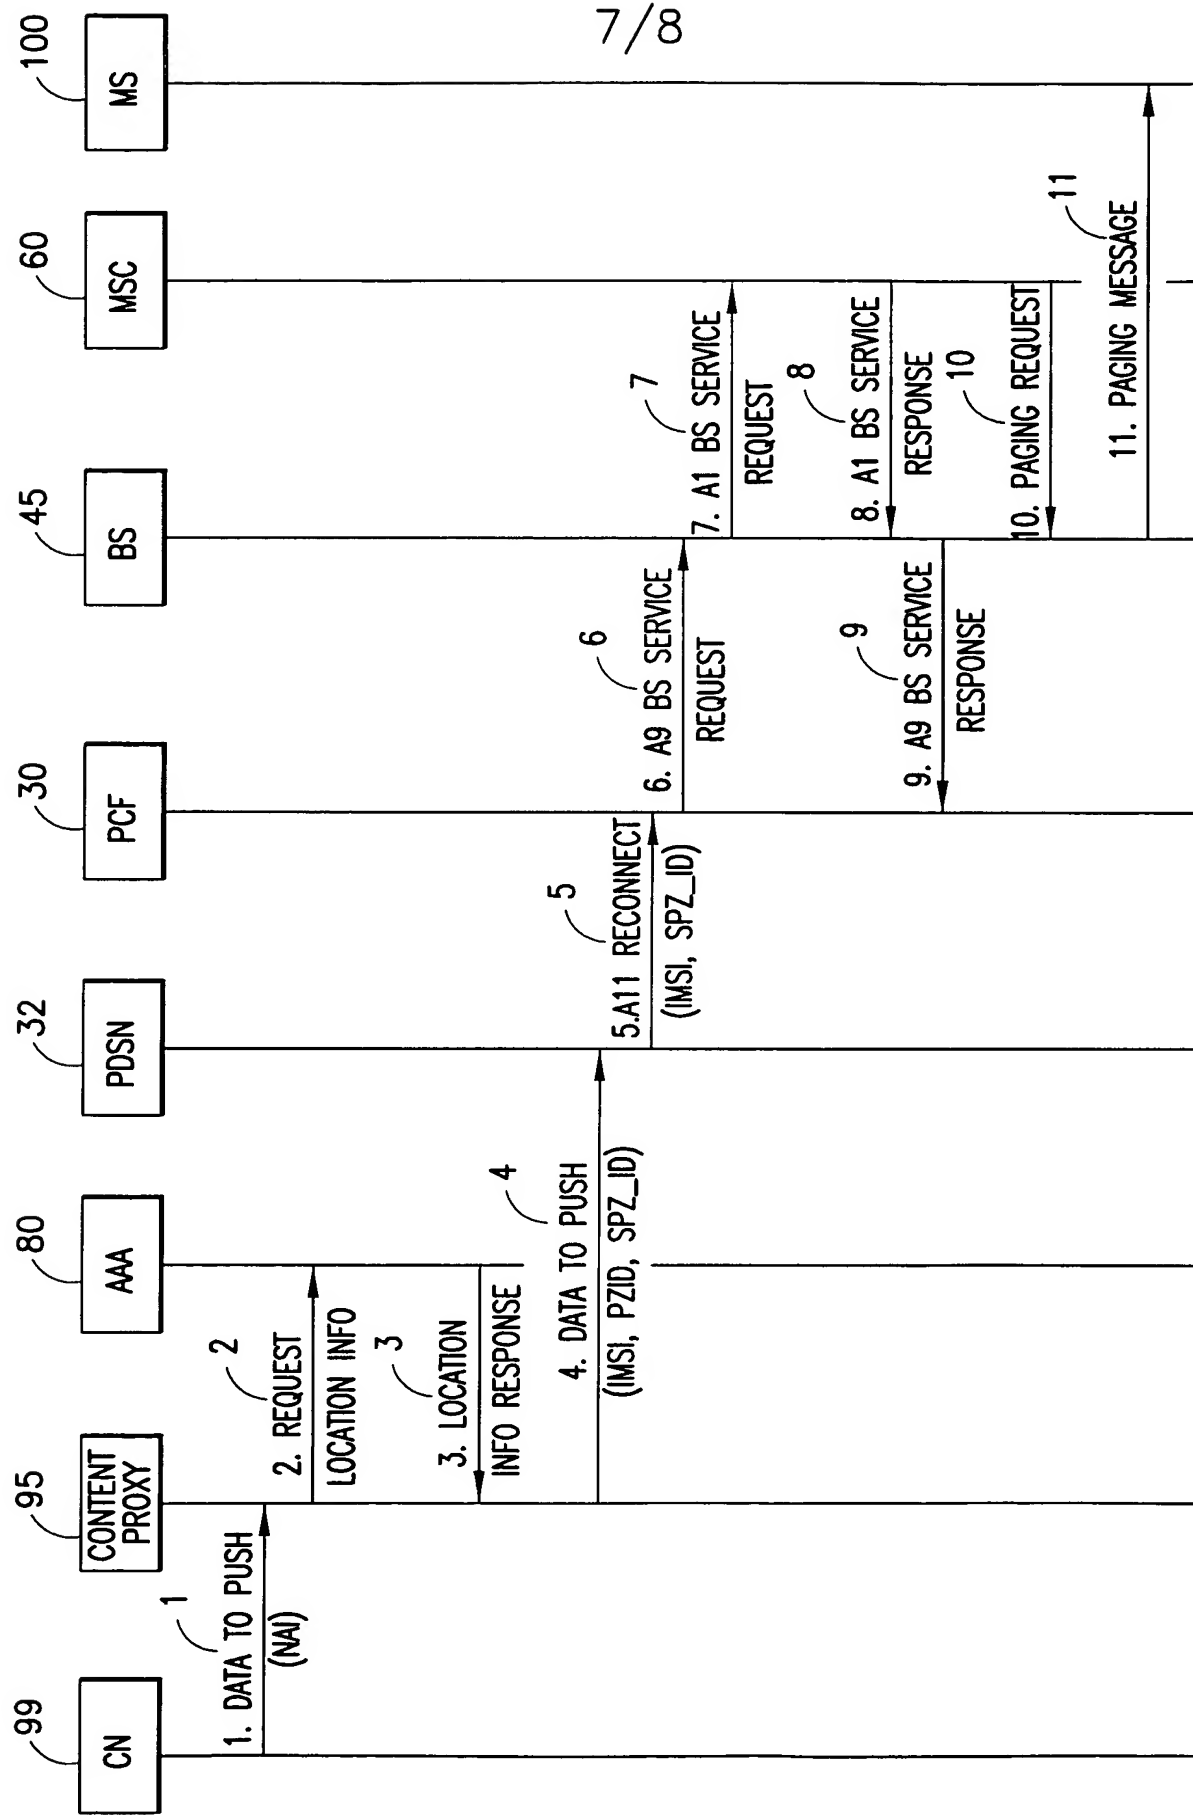 7/8
99
95
80
32
30
45
60
100
CN
CONTENT
PROXY
AAA
PDSN
PCF
BS
MSC
MS
1
1. DATA TO PUSH
(NAI)
2
2. REQUEST
LOCATION INFO
3
3. LOCATION
INFO RESPONSE
4
4. DATA TO PUSH
(IMSI, PZID, SPZ_ID)
5
5.A11 RECONNECT
(IMSI, SPZ_ID)
6
6. A9 BS SERVICE
REQUEST
7
7. A1 BS SERVICE
REQUEST
8
8. A1 BS SERVICE
RESPONSE
9
9. A9 BS SERVICE
RESPONSE
10
10. PAGING REQUEST
11
11. PAGING MESSAGE